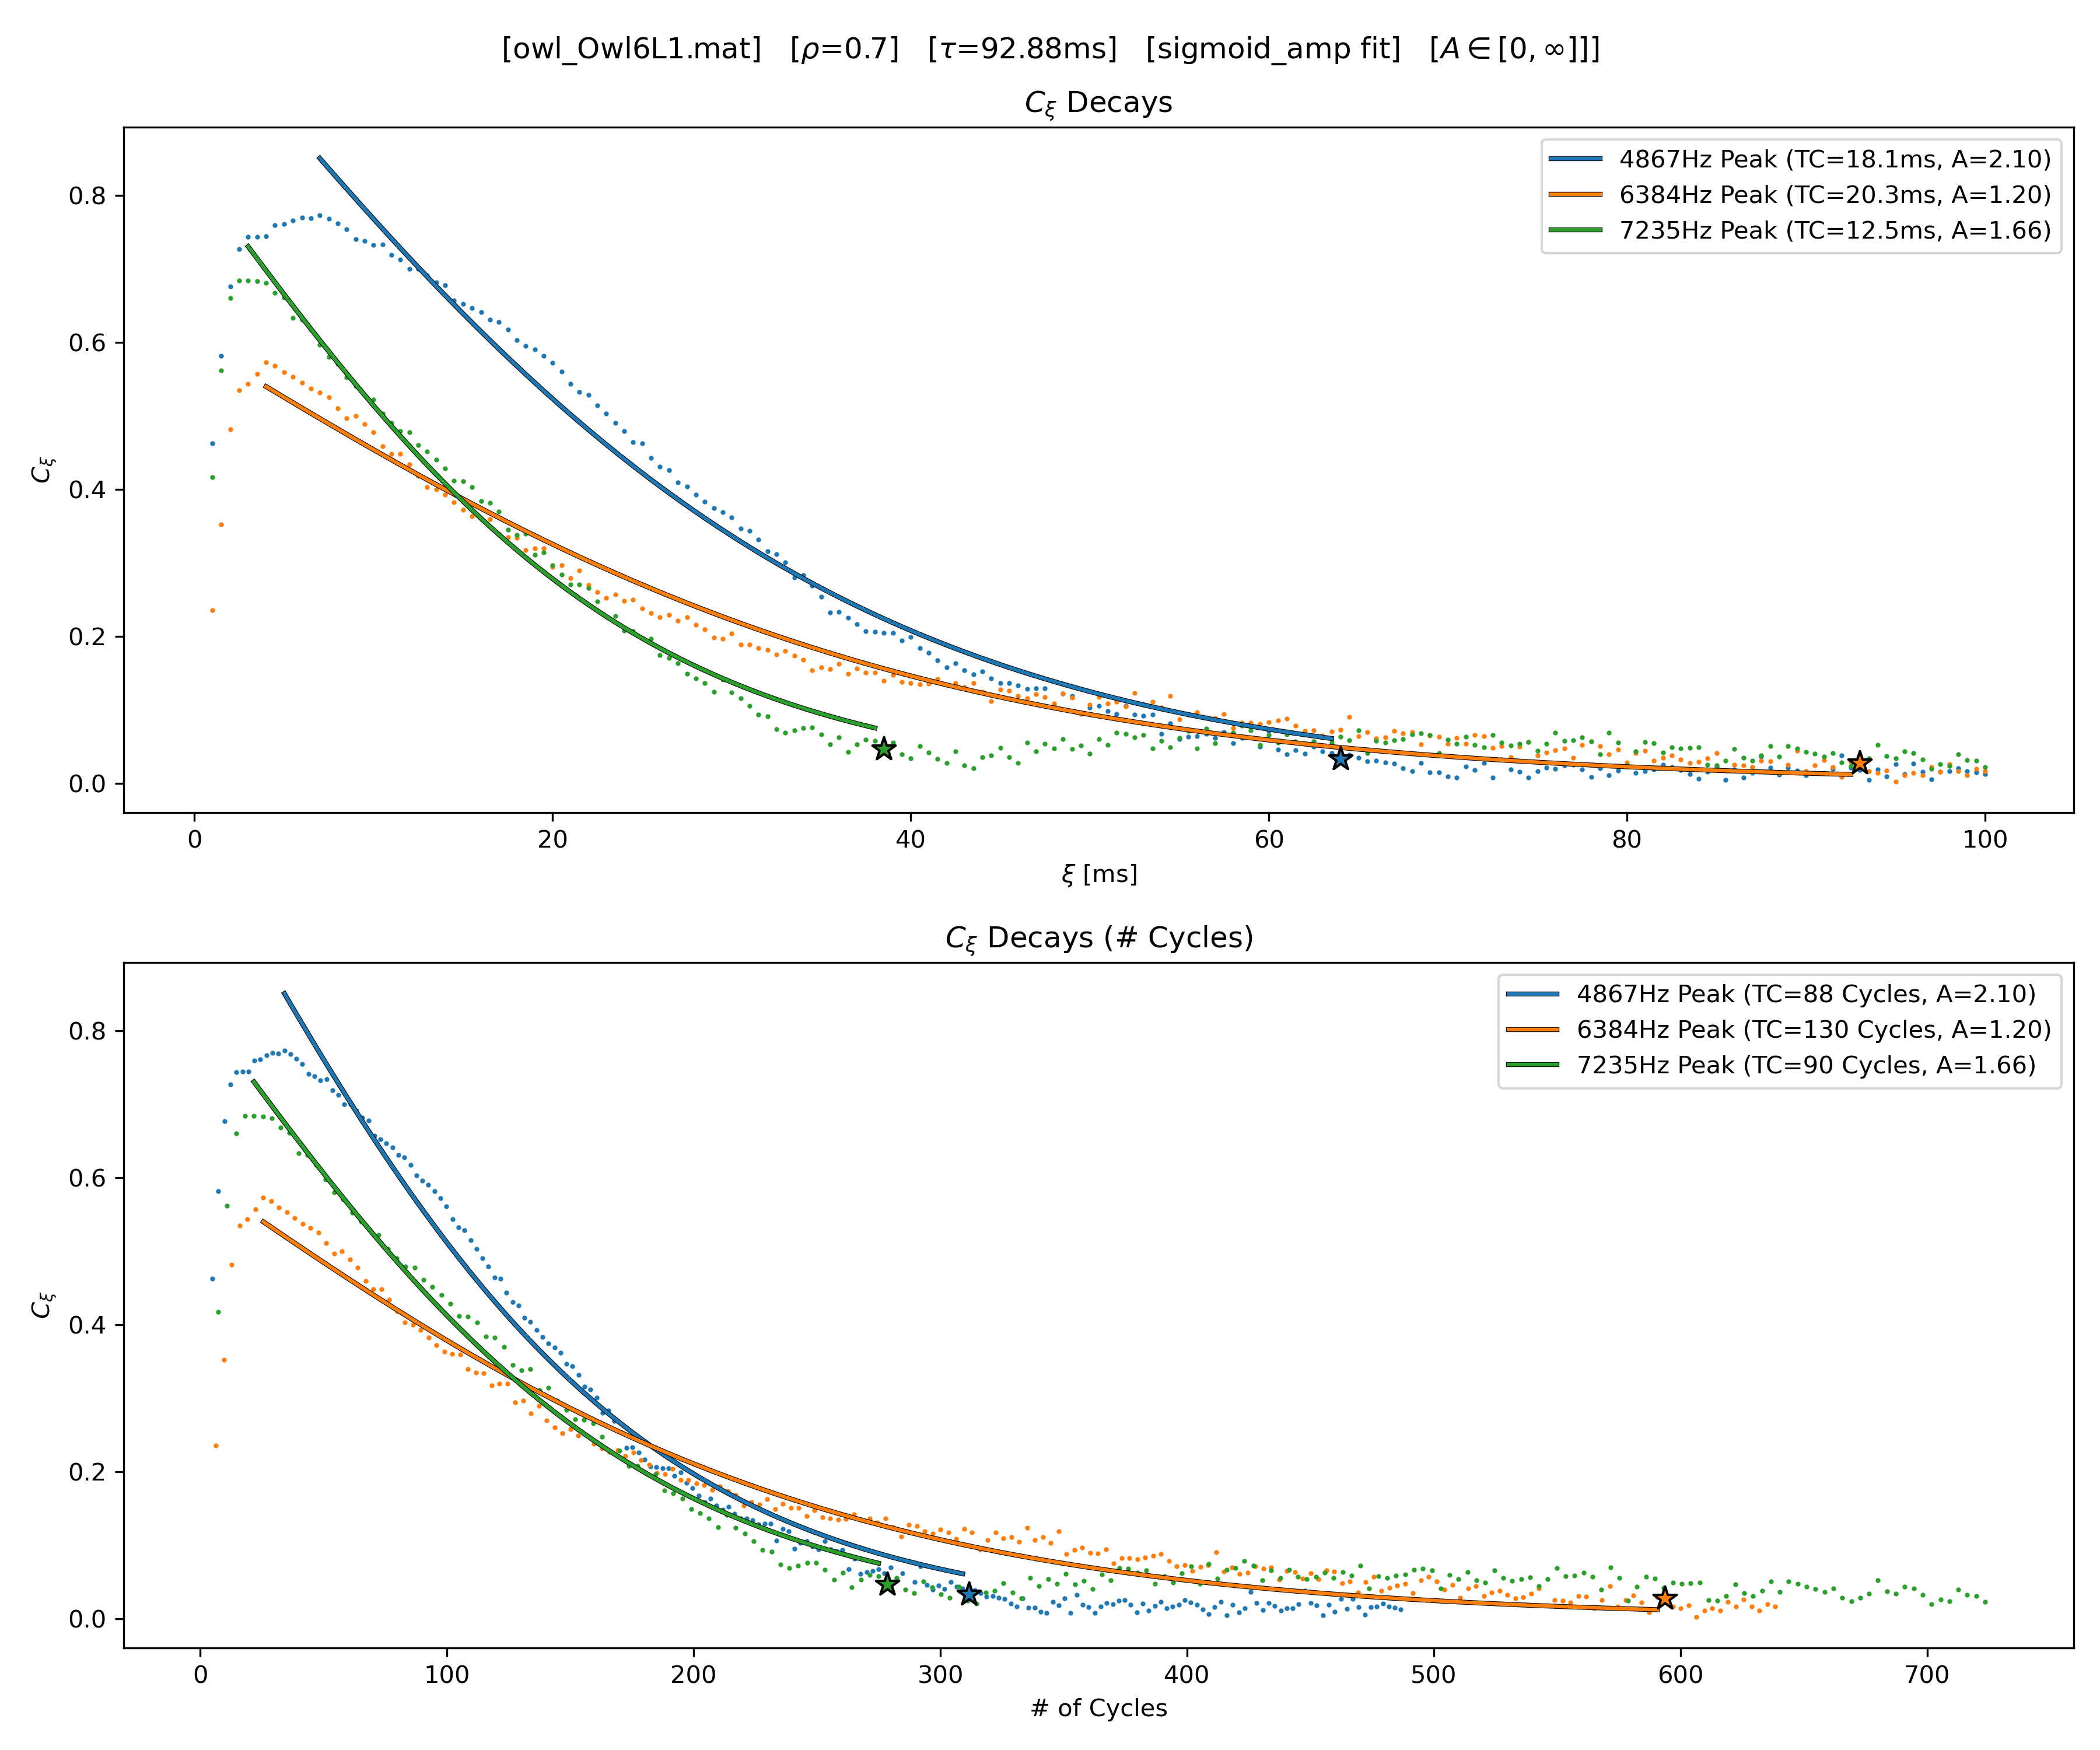 [owl_Owl6L1.mat] [ρ=0.7] [τ=92.88ms] [sigmoid_amp fit] [A ∈ [0, ∞]]]
C_ξ Decays
4867Hz Peak (TC=18.1ms, A=2.10)
6384Hz Peak (TC=20.3ms, A=1.20)
7235Hz Peak (TC=12.5ms, A=1.66)
0.8
0.6
0.4
0.2
0.0
C_ξ
0 20 40 60 80 100
ξ [ms]
C_ξ Decays (# Cycles)
4867Hz Peak (TC=88 Cycles, A=2.10)
6384Hz Peak (TC=130 Cycles, A=1.20)
7235Hz Peak (TC=90 Cycles, A=1.66)
0.8
0.6
0.4
0.2
0.0
C_ξ
0 100 200 300 400 500 600 700
# of Cycles